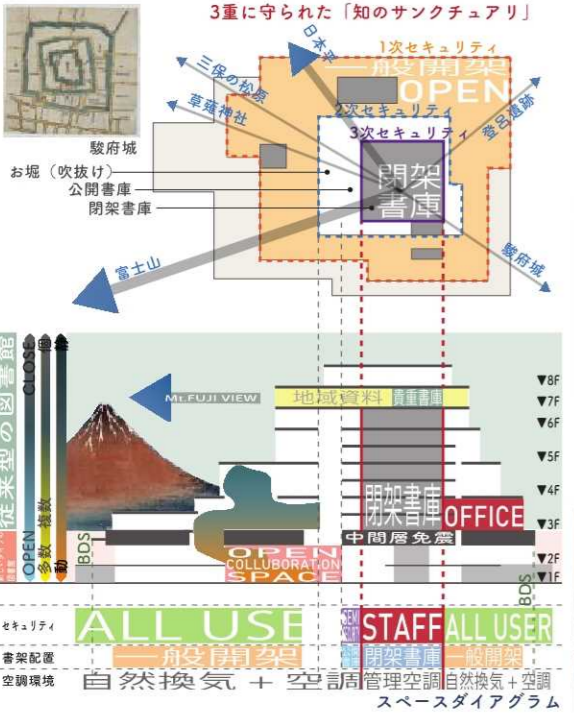 3重に守られた「知のサンクチュアリ」
日本平
1次セキュリティ
一般開架
OPEN
三保の松原
草薙神社
2次セキュリティ
登呂遺跡
3次セキュリティ
駿府城
お堀（吹抜け）
公開書庫
閉架書庫
閉架
書庫
富士山
駿府城
従来型の図書館
CLOSE
個
静
OPEN
多数 複数
動
Mt.FUJI VIEW
地域資料
貴重書庫
▼8F
▼7F
▼6F
▼5F
▼4F
▼3F
▼2F
▼1F
閉架書庫
OFFICE
中間層免震
BDS
OPEN
COLLUBORATION
SPACE
BDS
セキュリティ
ALL USE
STAFF
ALL USER
書架配置
一般開架
閉架書庫
一般開架
空調環境
自然換気 + 空調
管理空調
自然換気 + 空調
スペースダイアグラム